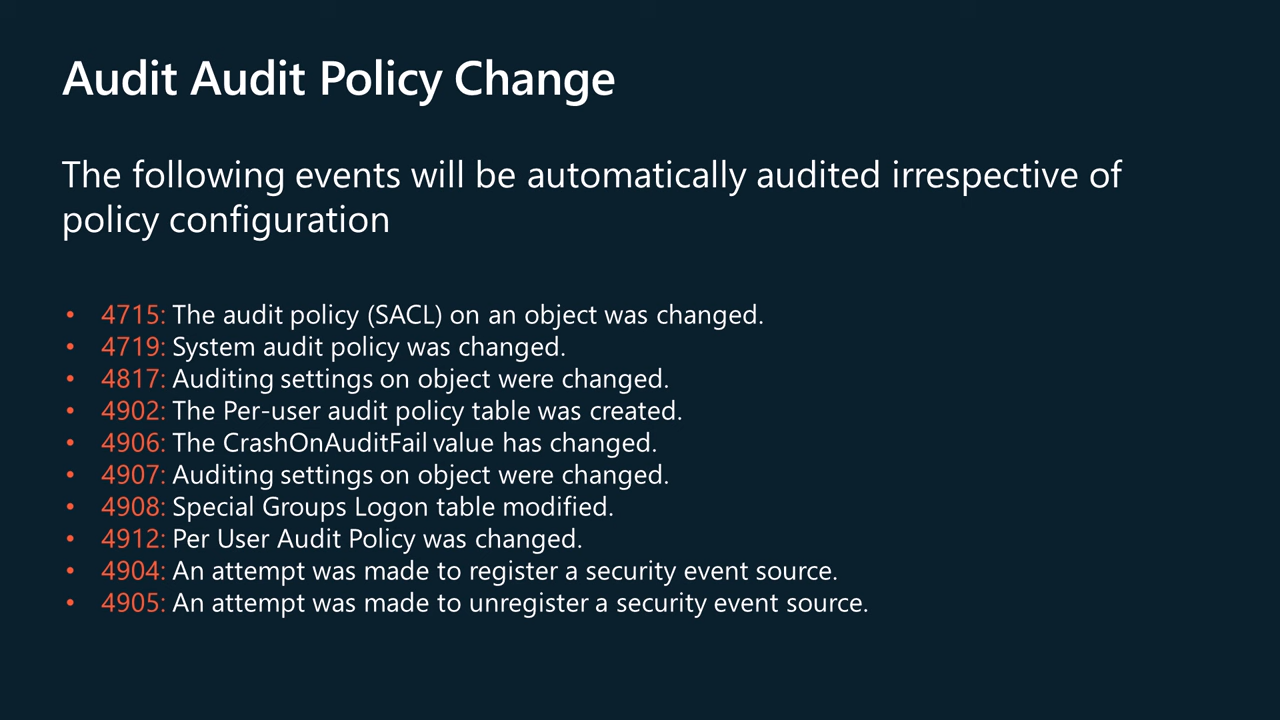 Audit Audit Policy Change
The following events will be automatically audited irrespective of
policy configuration
• 4715: The audit policy (SACL) on an object was changed.
• 4719: System audit policy was changed.
• 4817: Auditing settings on object were changed.
• 4902: The Per-user audit policy table was created.
• 4906: The CrashOnAuditFail value has changed.
• 4907: Auditing settings on object were changed.
• 4908: Special Groups Logon table modified.
• 4912: Per User Audit Policy was changed.
• 4904: An attempt was made to register a security event source.
• 4905: An attempt was made to unregister a security event source.